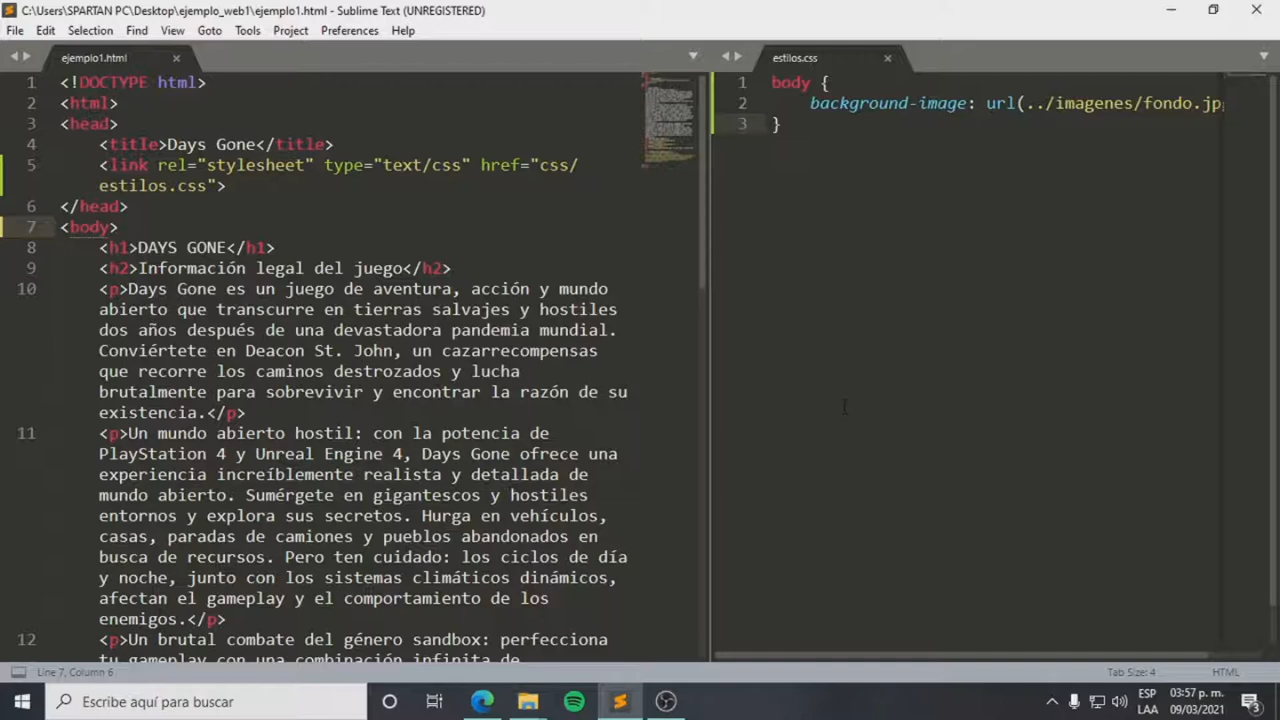 C:\Users\SPARTAN PC\Desktop\ejemplo_web1\ejemplo1.html - Sublime Text (UNREGISTERED)
File Edit Selection Find View Goto Tools Project Preferences Help
ejemplo1.html
1 <!DOCTYPE html>
2 <html>
3 <head>
4 <title>Days Gone</title>
5 <link rel="stylesheet" type="text/css" href="css/
estilos.css">
6 </head>
7 <body>
8 <h1>DAYS GONE</h1>
9 <h2>Información legal del juego</h2>
10 <p>Days Gone es un juego de aventura, acción y mundo
abierto que transcurre en tierras salvajes y hostiles
dos años después de una devastadora pandemia mundial.
Conviértete en Deacon St. John, un cazarrecompensas
que recorre los caminos destrozados y lucha
brutalmente para sobrevivir y encontrar la razón de su
existencia.</p>
11 <p>Un mundo abierto hostil: con la potencia de
PlayStation 4 y Unreal Engine 4, Days Gone ofrece una
experiencia increíblemente realista y detallada de
mundo abierto. Sumérgete en gigantescos y hostiles
entornos y explora sus secretos. Hurga en vehículos,
casas, paradas de camiones y pueblos abandonados en
busca de recursos. Pero ten cuidado: los ciclos de día
y noche, junto con los sistemas climáticos dinámicos,
afectan el gameplay y el comportamiento de los
enemigos.</p>
12 <p>Un brutal combate del género sandbox: perfecciona
tu gameplay con una combinación infinita de
estilos.css
1 body {
2 background-image: url(../imagenes/fondo.jp
3 }
Line 7, Column 6
Tab Size: 4
HTML
Escribe aquí para buscar
ESP
LAA
03:57 p. m.
09/03/2021
3